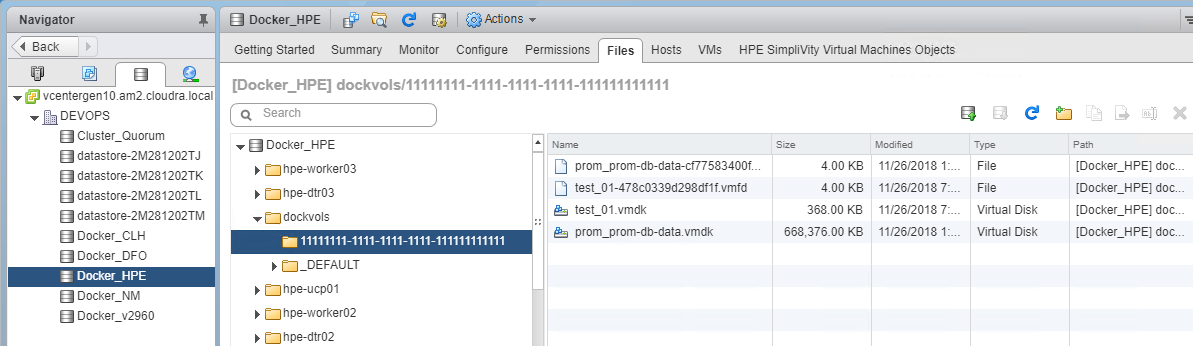 Navigator
Back
vcentergen10.am2.cloudra.local
DEVOPS
Cluster_Quorum
datastore-2M281202TJ
datastore-2M281202TK
datastore-2M281202TL
datastore-2M281202TM
Docker_CLH
Docker_DFO
Docker_HPE
Docker_NM
Docker_v2960
Docker_HPE Actions
Getting Started Summary Monitor Configure Permissions Files Hosts VMs HPE SimpliVity Virtual Machines Objects
[Docker_HPE] dockvols/11111111-1111-1111-1111-111111111111
Search
Docker_HPE
hpe-worker03
hpe-dtr03
dockvols
11111111-1111-1111-1111-111111111111
_DEFAULT
hpe-ucp01
hpe-worker02
hpe-dtr02
Name Size Modified Type Path
prom_prom-db-data-cf77583400f... 4.00 KB 11/26/2018 1:... File [Docker_HPE] doc...
test_01-478c0339d298df1f.vmfd 4.00 KB 11/26/2018 7:... File [Docker_HPE] doc...
test_01.vmdk 368.00 KB 11/26/2018 7:... Virtual Disk [Docker_HPE] doc...
prom_prom-db-data.vmdk 668,376.00 KB 11/26/2018 1:... Virtual Disk [Docker_HPE] doc...